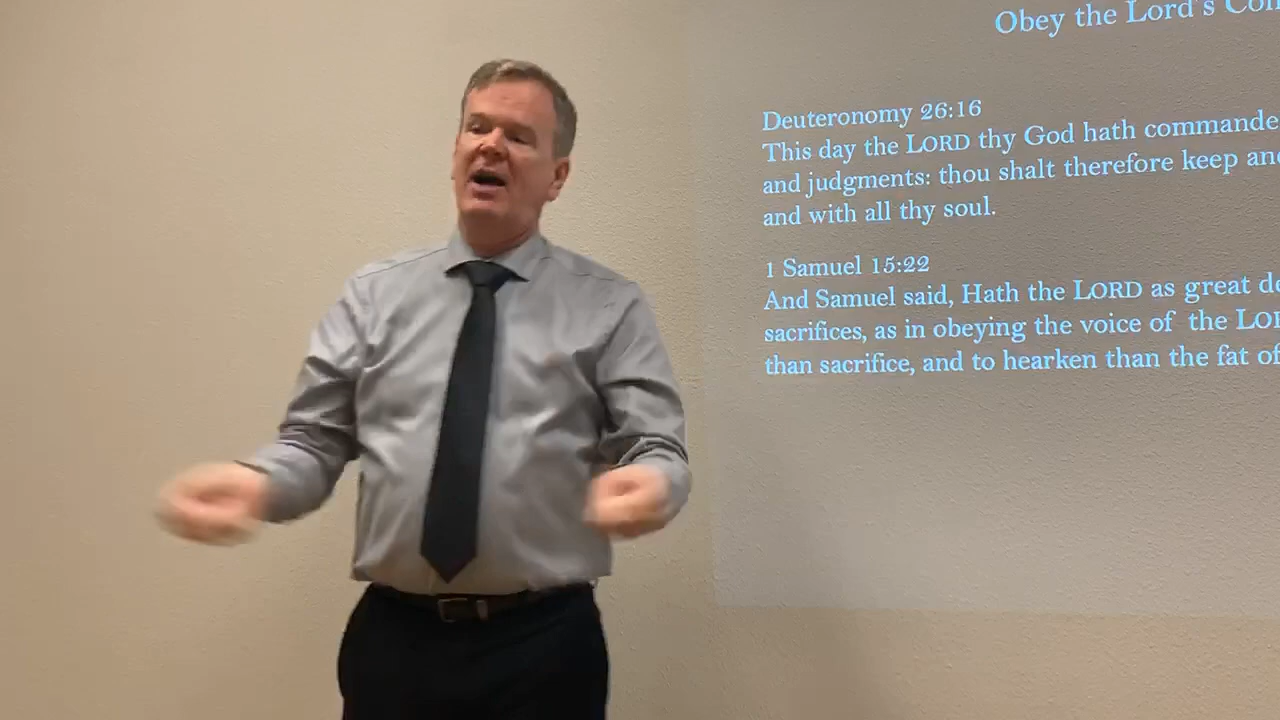 Obey the Lord's
Deuteronomy 26:16
This day the LORD thy God hath commande
and judgments: thou shalt therefore keep and
and with all thy soul.
1 Samuel 15:22
And Samuel said, Hath the LORD as great de
sacrifices, as in obeying the voice of the LOR
than sacrifice, and to hearken than the fat of